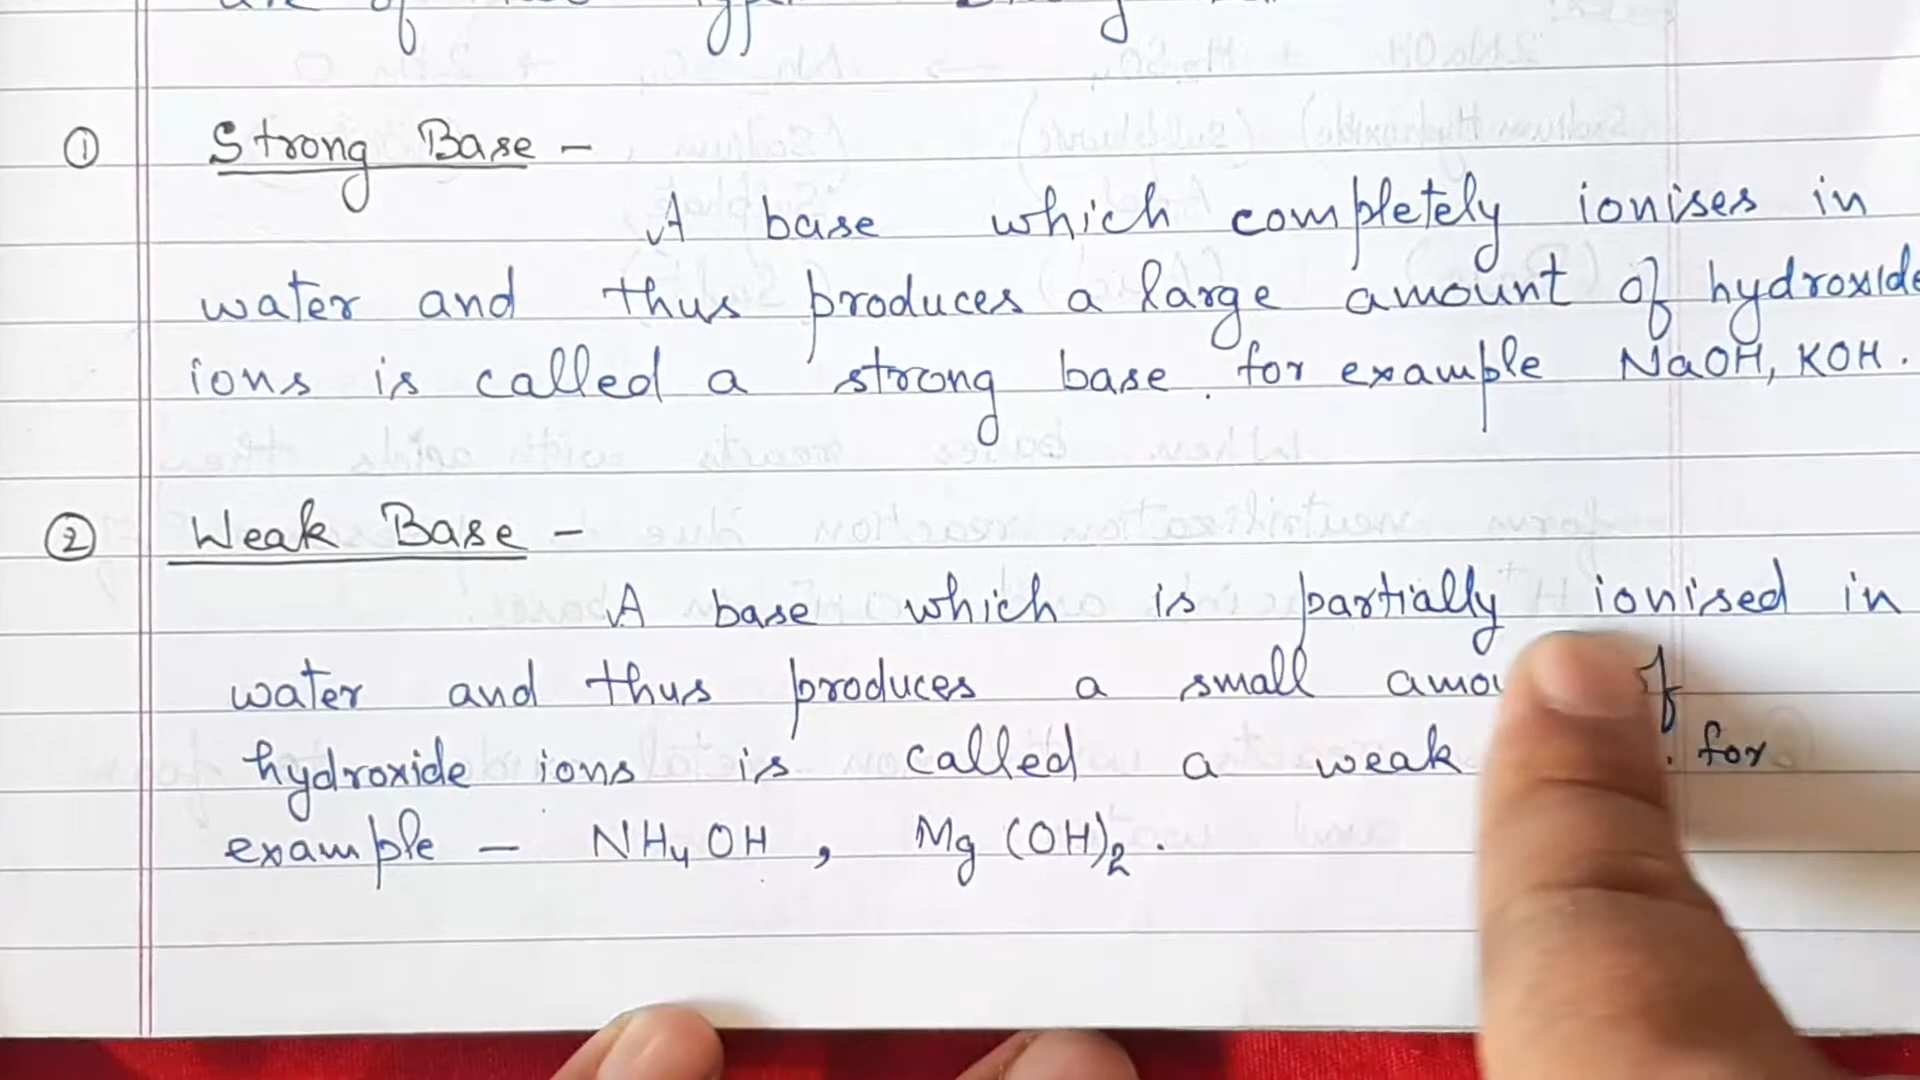 ① Strong Base -
A base which completely ionises in
water and thus produces a large amount of hydroxide
ions is called a strong base. for example NaOH, KOH.
② Weak Base -
A base which is partially ionised in
water and thus produces a small of
hydroxide ions is called a weak . for
example - NH₄OH, Mg(OH)₂.